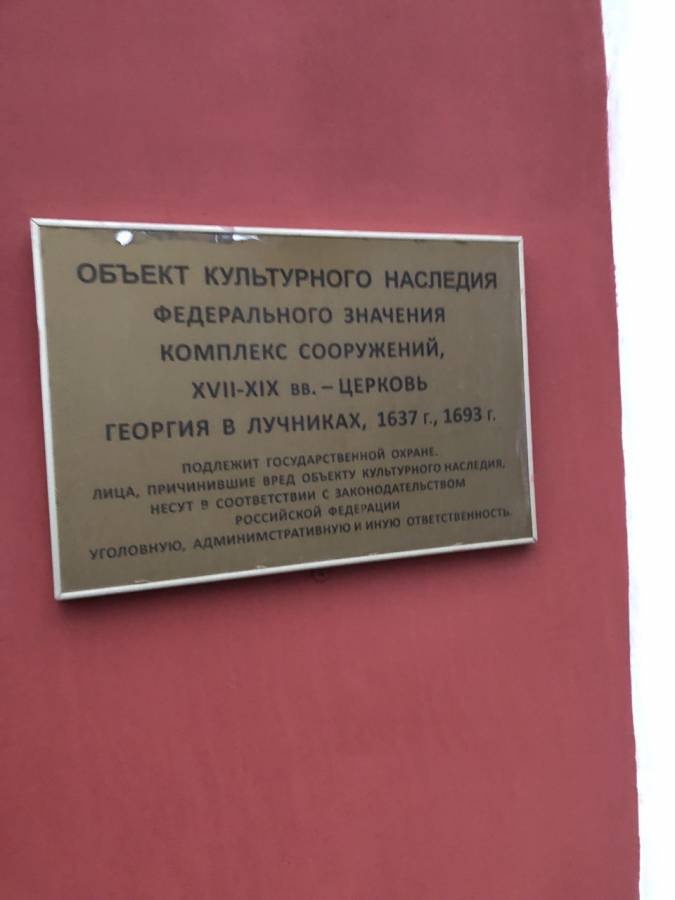 ОБЪЕКТ КУЛЬТУРНОГО НАСЛЕДИЯ
ФЕДЕРАЛЬНОГО ЗНАЧЕНИЯ
КОМПЛЕКС СООРУЖЕНИЙ,
XVII-XIX ВВ. – ЦЕРКОВЬ
ГЕОРГИЯ В ЛУЧНИКАХ, 1637 г., 1693 г.
ПОДЛЕЖИТ ГОСУДАРСТВЕННОЙ ОХРАНЕ.
ЛИЦА, ПРИЧИНИВШИЕ ВРЕД ОБЪЕКТУ КУЛЬТУРНОГО НАСЛЕДИЯ,
НЕСУТ В СООТВЕТСТВИИ С ЗАКОНОДАТЕЛЬСТВОМ
РОССИЙСКОЙ ФЕДЕРАЦИИ
УГОЛОВНУЮ, АДМИНИМСТРАТИВНУЮ И ИНУЮ ОТВЕТСТВЕННОСТЬ.